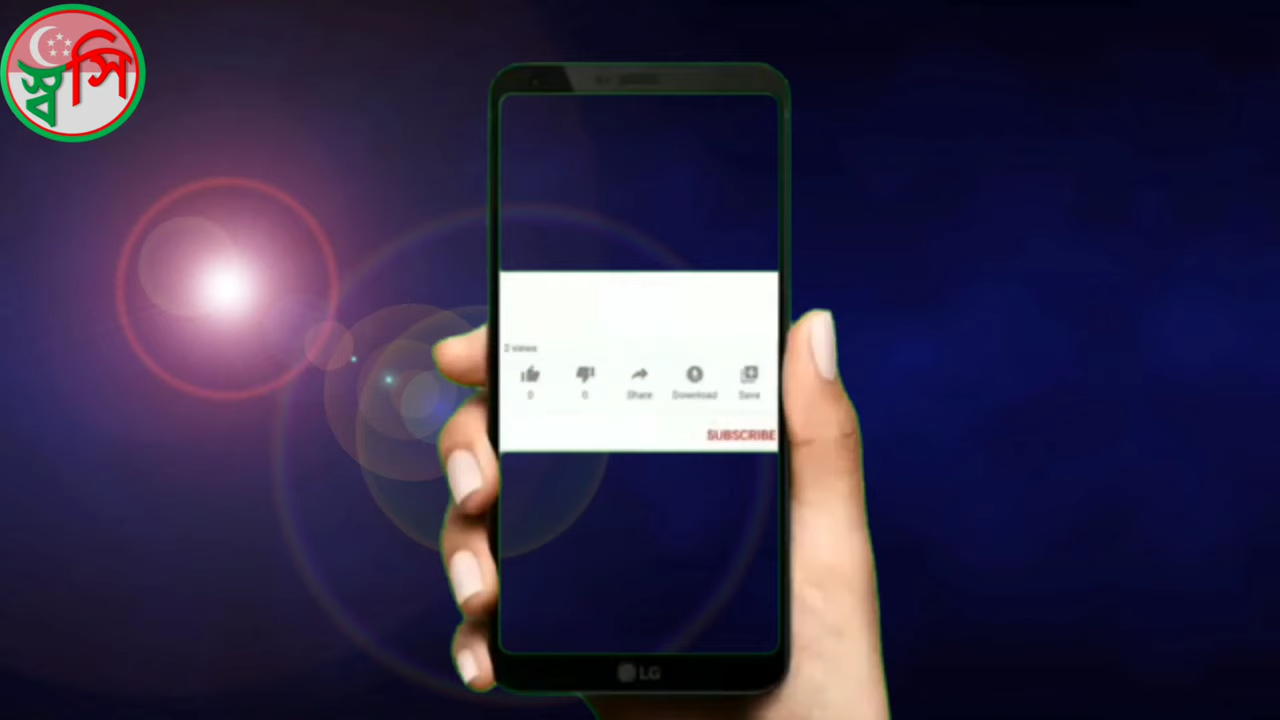 স্বসি
2 views
0
0
Share
Download
Save
SUBSCRIBE
LG